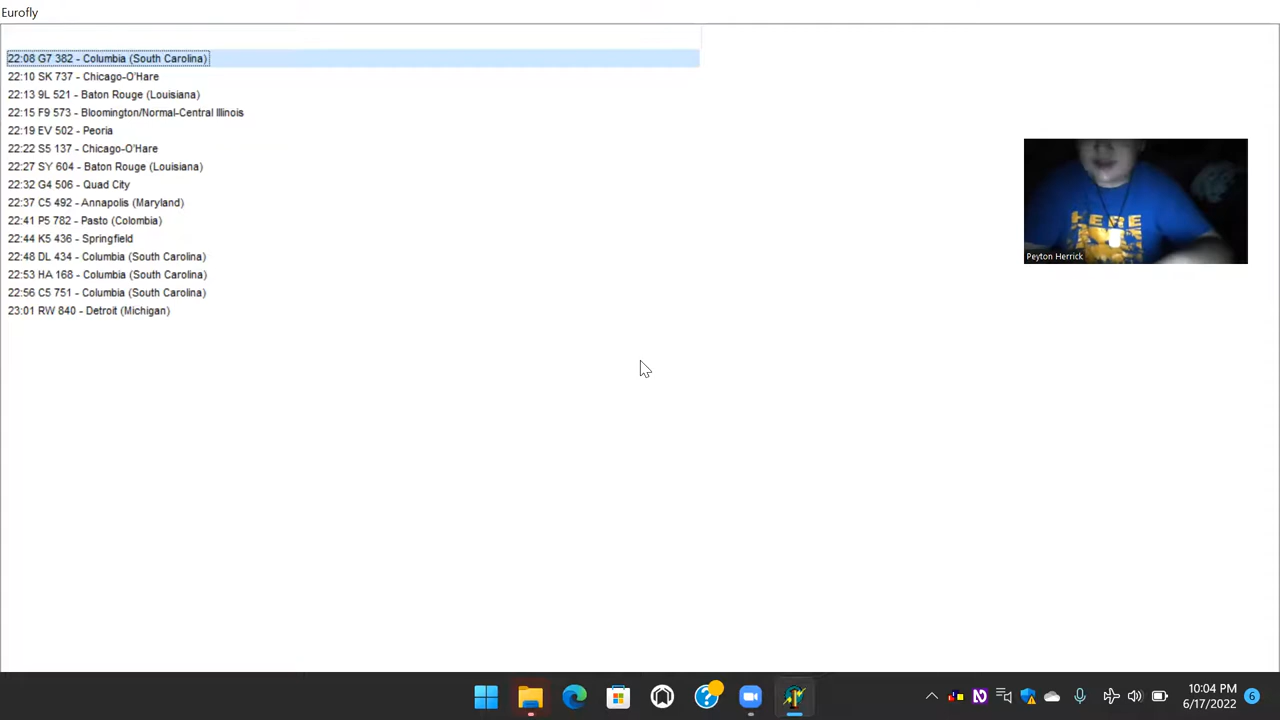 Eurofly
22:08 G7 382 - Columbia (South Carolina)
22:10 SK 737 - Chicago-O'Hare
22:13 9L 521 - Baton Rouge (Louisiana)
22:15 F9 573 - Bloomington/Normal-Central Illinois
22:19 EV 502 - Peoria
22:22 S5 137 - Chicago-O'Hare
22:27 SY 604 - Baton Rouge (Louisiana)
22:32 G4 506 - Quad City
22:37 C5 492 - Annapolis (Maryland)
22:41 P5 782 - Pasto (Colombia)
22:44 K5 436 - Springfield
22:48 DL 434 - Columbia (South Carolina)
22:53 HA 168 - Columbia (South Carolina)
22:56 C5 751 - Columbia (South Carolina)
23:01 RW 840 - Detroit (Michigan)
HERE
Peyton Herrick
10:04 PM
6/17/2022
6